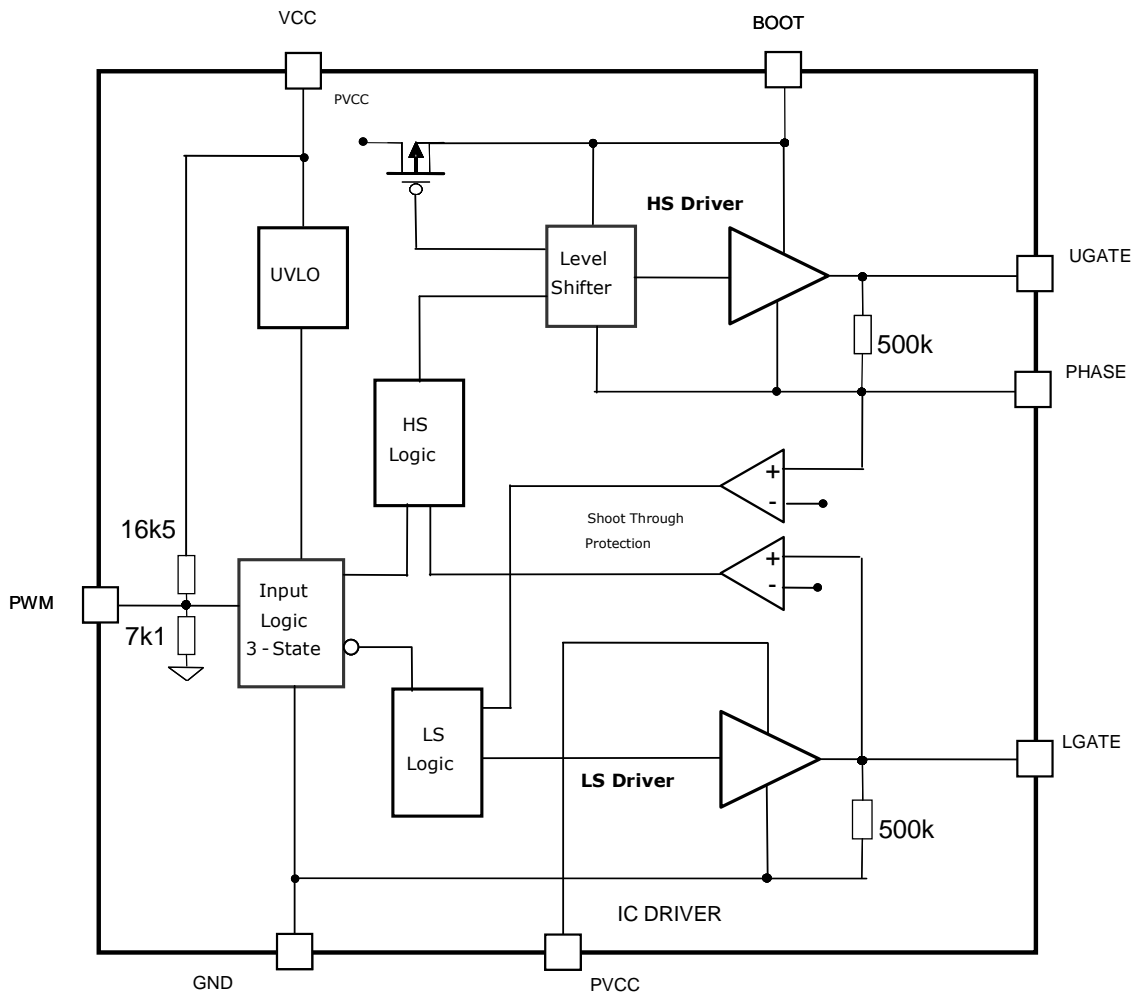 VCC
BOOT
PVCC
HS Driver
UGATE
Level
Shifter
UVLO
500k
PHASE
HS
Logic
+
-
Shoot Through
Protection
16k5
+
-
PWM
Input
Logic
3 - State
7k1
LS
Logic
LGATE
LS Driver
500k
IC DRIVER
GND
PVCC